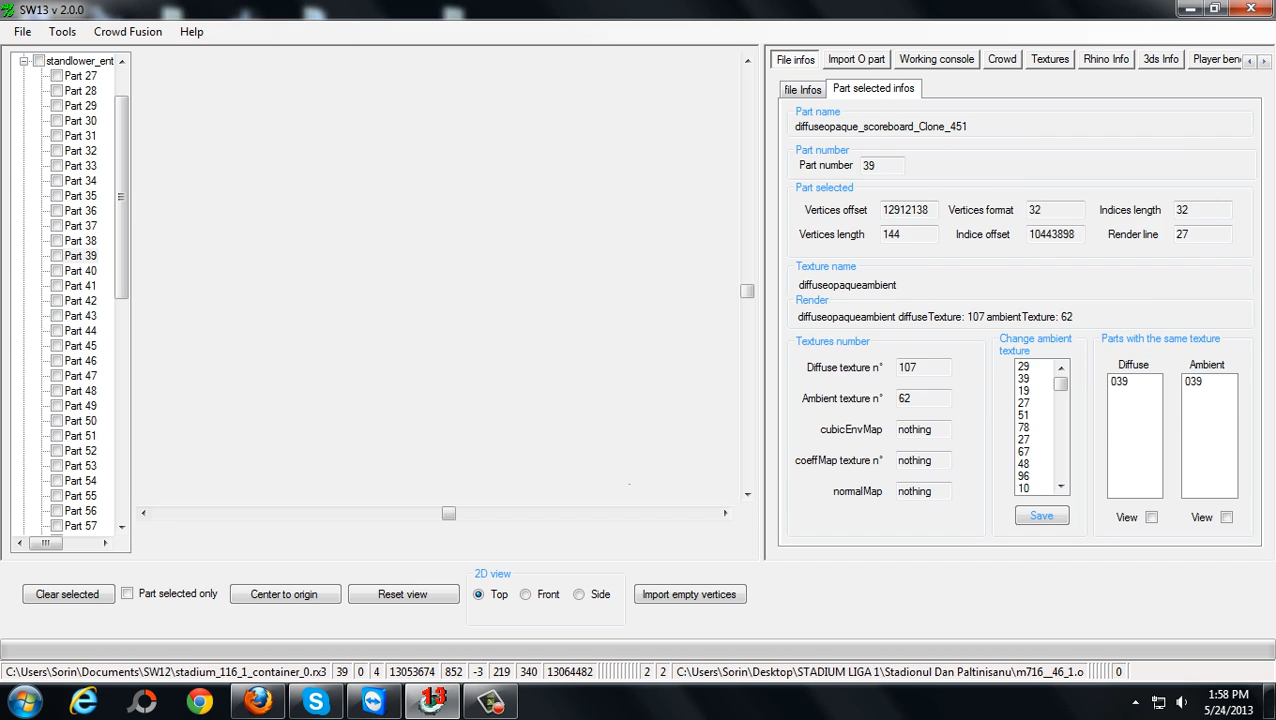 SW13 v 2.0.0
File Tools Crowd Fusion Help
standlower_ent
Part 27
Part 28
Part 29
Part 30
Part 31
Part 32
Part 33
Part 34
Part 35
Part 36
Part 37
Part 38
Part 39
Part 40
Part 41
Part 42
Part 43
Part 44
Part 45
Part 46
Part 47
Part 48
Part 49
Part 50
Part 51
Part 52
Part 53
Part 54
Part 55
Part 56
Part 57
File infos Import O part Working console Crowd Textures Rhino Info 3ds Info Player ben
file Infos Part selected infos
Part name
diffuseopaque_scoreboard_Clone_451
Part number
Part number 39
Part selected
Vertices offset 12912138 Vertices format 32 Indices length 32
Vertices length 144 Indice offset 10443898 Render line 27
Texture name
diffuseopaqueambient
Render
diffuseopaqueambient diffuseTexture: 107 ambientTexture: 62
Textures number
Diffuse texture n° 107
Ambient texture n° 62
cubicEnvMap nothing
coeffMap texture n° nothing
normalMap nothing
Change ambient
texture
29
39
19
27
51
78
27
67
48
96
10
Save
Parts with the same texture
Diffuse Ambient
039 039
View View
Clear selected Part selected only Center to origin Reset view
2D view
Top Front Side
Import empty vertices
C:\Users\Sorin\Documents\SW12\stadium_116_1_container_0.rx3 39 0 4 13053674 852 -3 219 340 13064482 2 2 C:\Users\Sorin\Desktop\STADIUM LIGA 1\Stadionul Dan Paltinisanu\m716__46_1.o 0
13
1:58 PM
5/24/2013